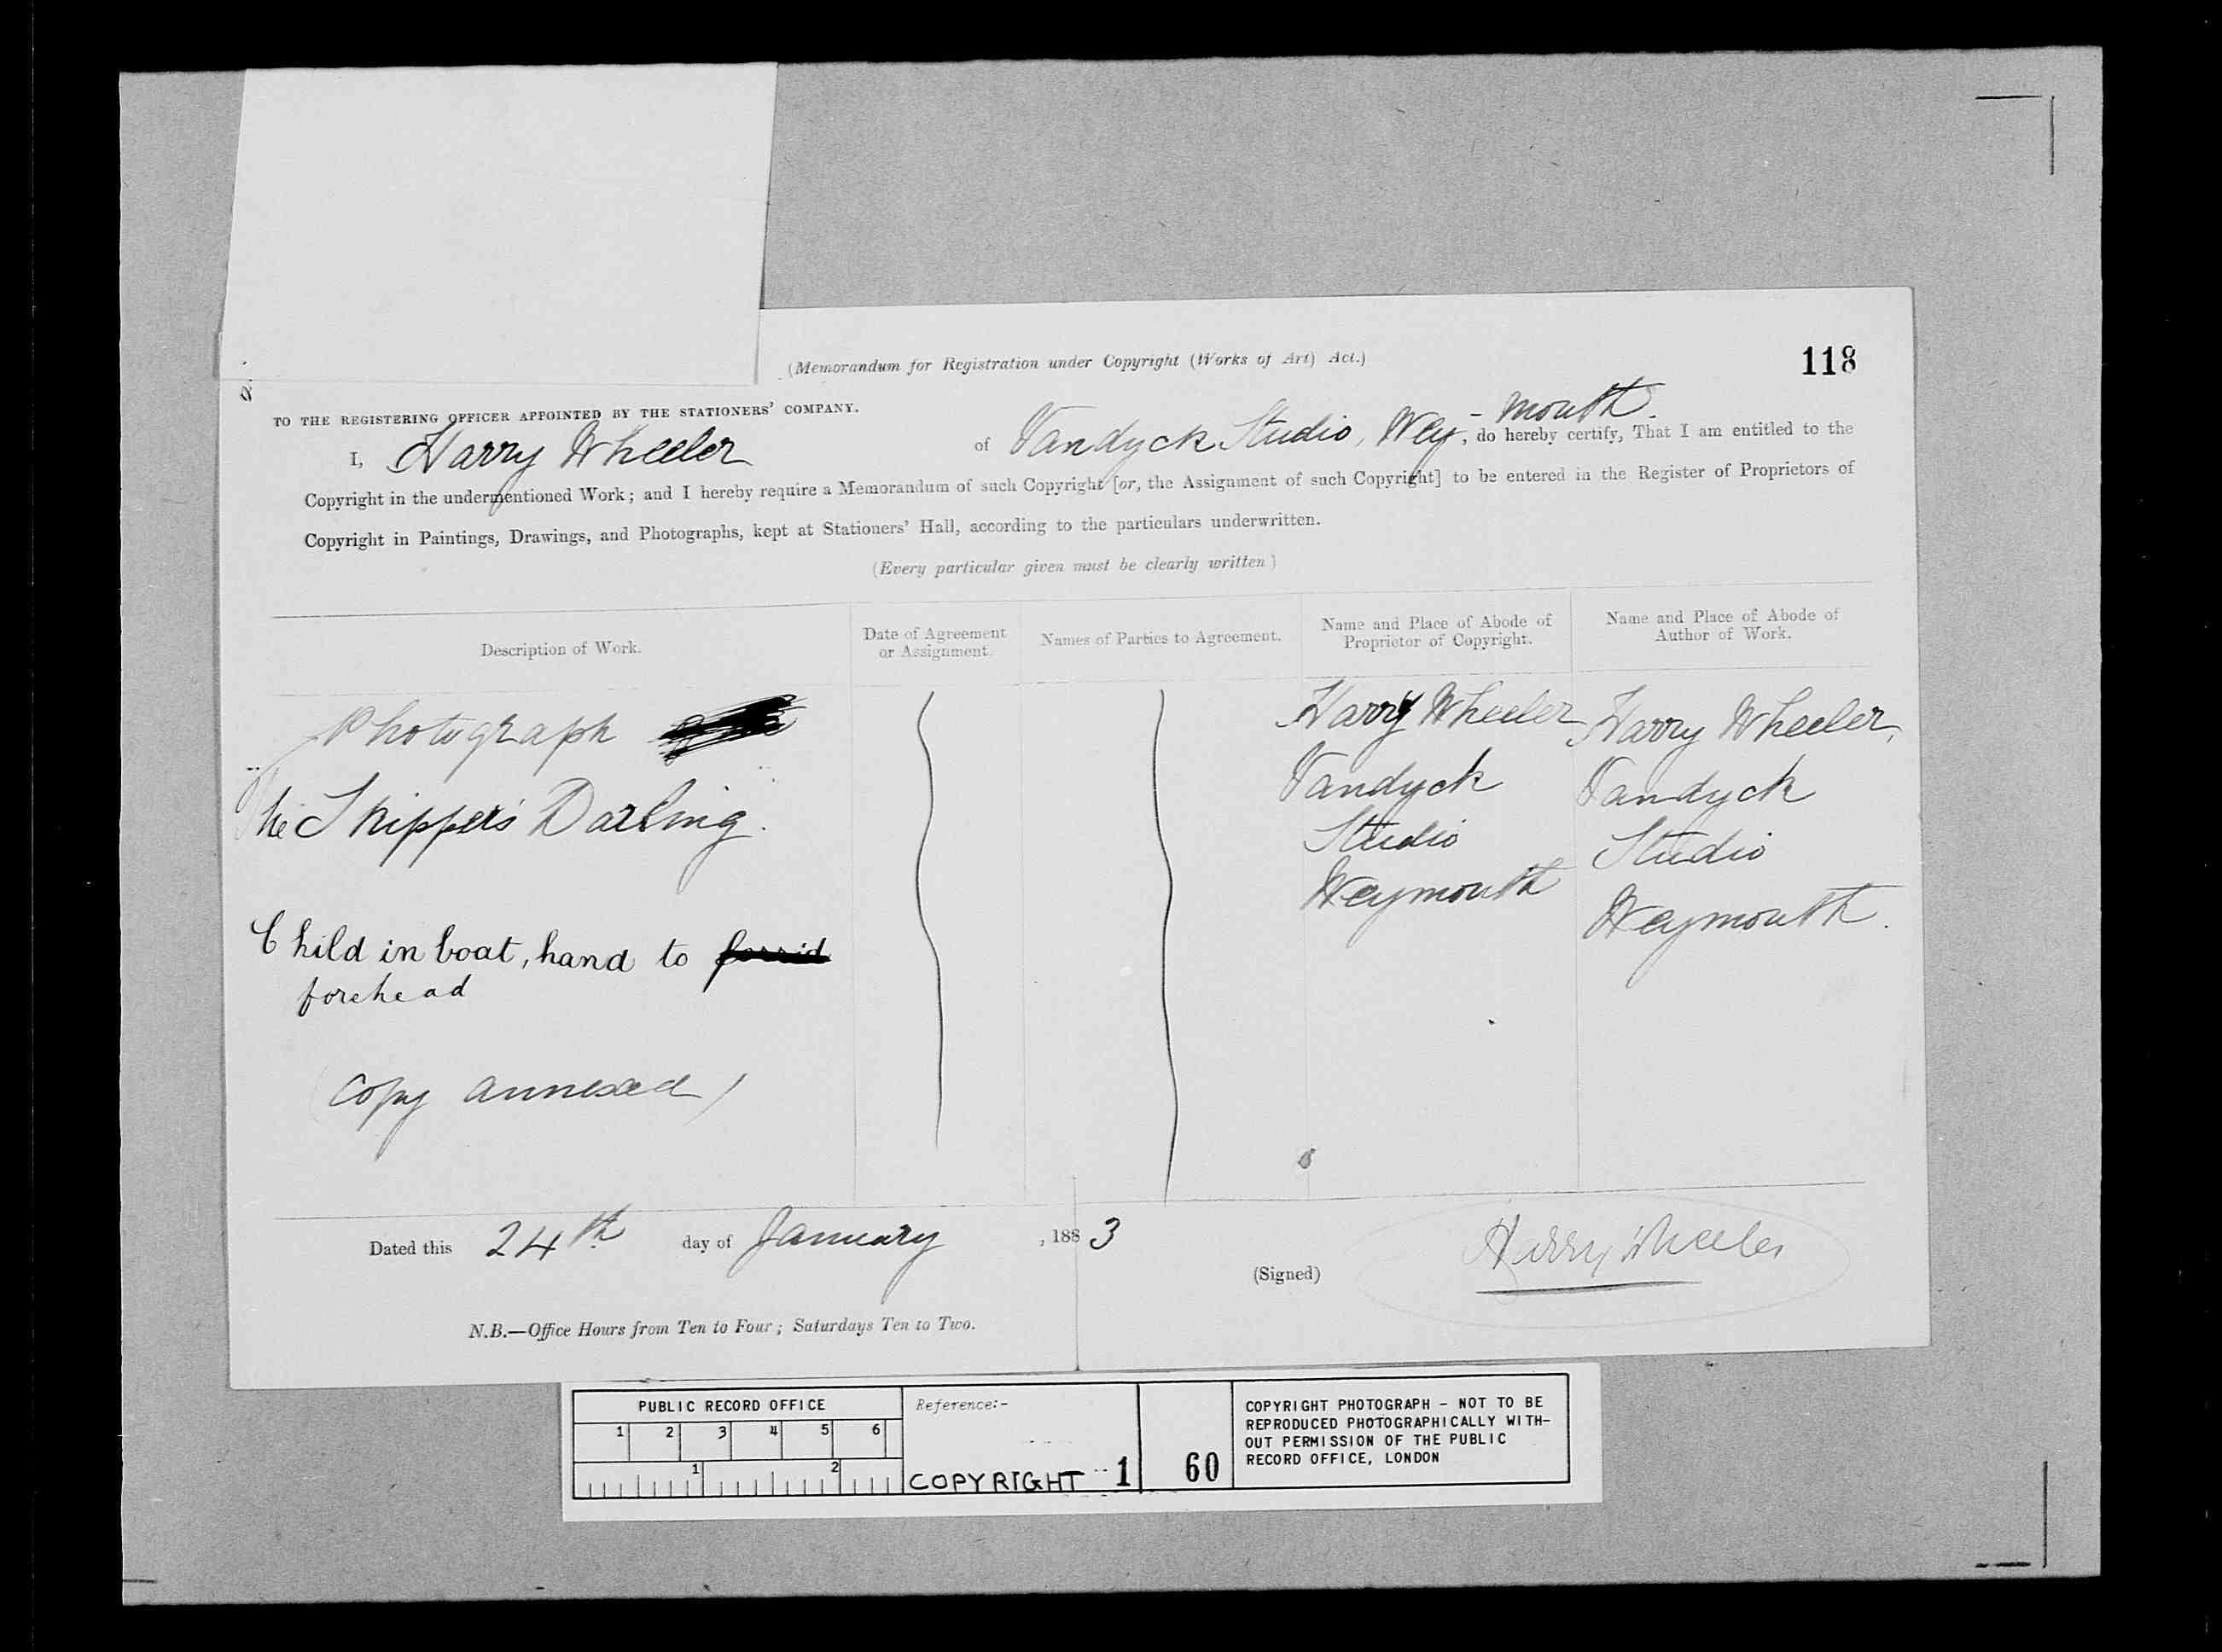 (Memorandum for Registration under Copyright (Works of Art) Act.)
118
TO THE REGISTERING OFFICER APPOINTED BY THE STATIONERS' COMPANY.
I, Harry Wheeler of Vandyck Studio, Wey-mouth., do hereby certify, That I am entitled to the
Copyright in the undermentioned Work; and I hereby require a Memorandum of such Copyright [or, the Assignment of such Copyright] to be entered in the Register of Proprietors of
Copyright in Paintings, Drawings, and Photographs, kept at Stationers' Hall, according to the particulars underwritten.
(Every particular given must be clearly written)
Description of Work.
Date of Agreement
or Assignment.
Names of Parties to Agreement.
Name and Place of Abode of
Proprietor of Copyright.
Name and Place of Abode of
Author of Work.
Photograph
"The Skipper's Darling."
Child in boat, hand to forrid
forehead
(Copy annexed)
Harry Wheeler
Vandyck
Studio
Weymouth
Harry Wheeler,
Vandyck
Studio
Weymouth.
Dated this 24th day of January, 1883
(Signed) Harry Wheeler
N.B.—Office Hours from Ten to Four; Saturdays Ten to Two.
PUBLIC RECORD OFFICE
1 2 3 4 5 6
1 2
Reference:-
COPYRIGHT 1
60
COPYRIGHT PHOTOGRAPH - NOT TO BE
REPRODUCED PHOTOGRAPHICALLY WITH-
OUT PERMISSION OF THE PUBLIC
RECORD OFFICE, LONDON